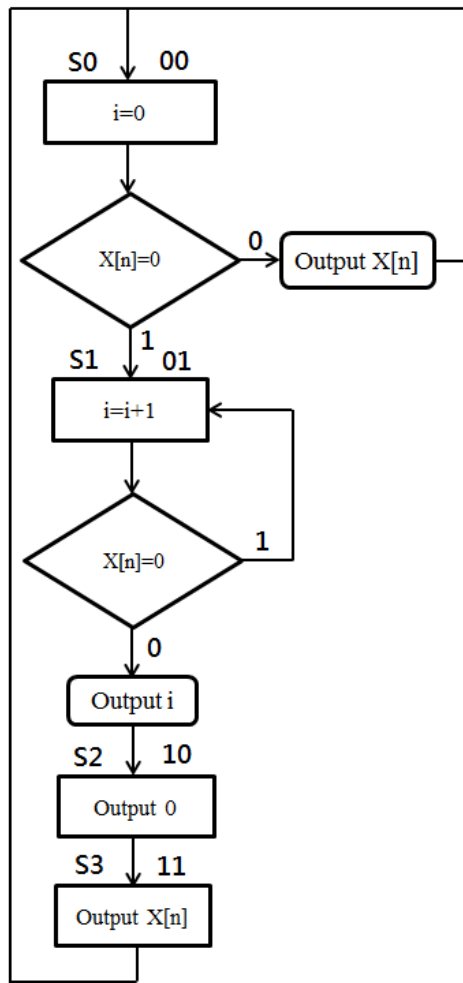 S0 00
i=0
X[n]=0
0
Output X[n]
1
S1 01
i=i+1
X[n]=0
1
0
Output i
S2 10
Output 0
S3 11
Output X[n]